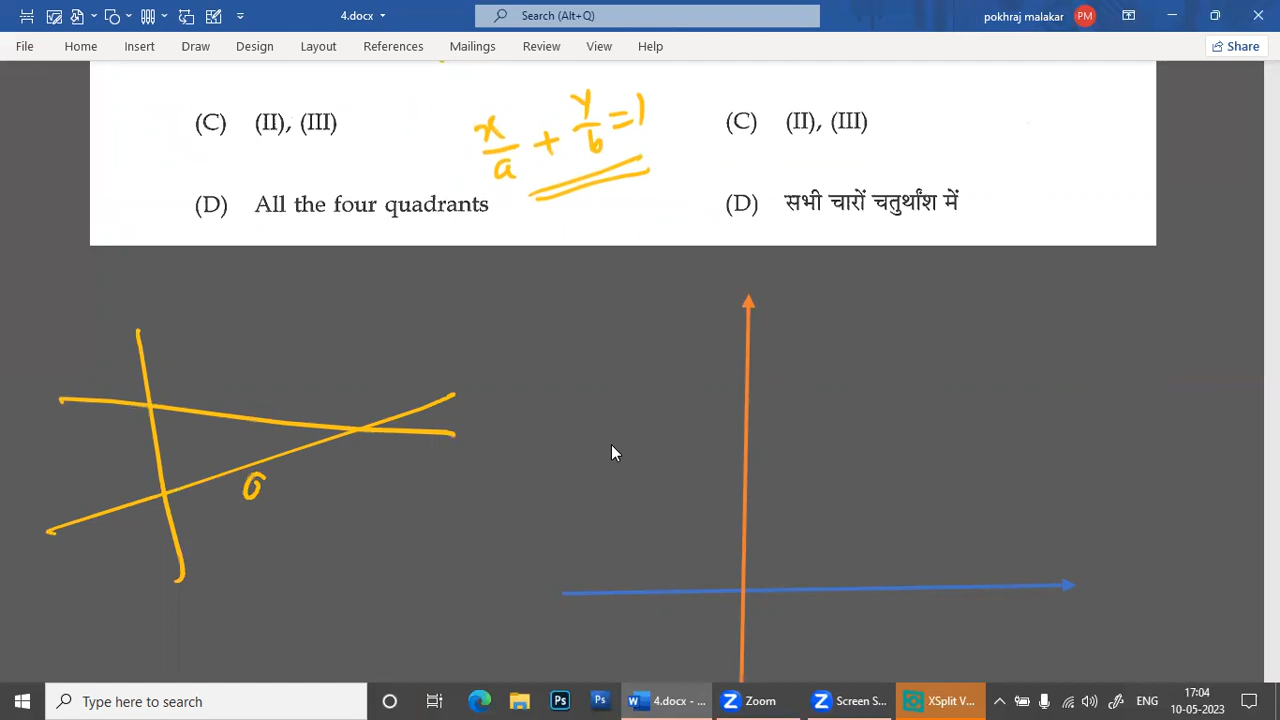 4.docx
Search (Alt+Q)
pokhraj malakar PM
File Home Insert Draw Design Layout References Mailings Review View Help Share
(C) (II), (III)
x/a + y/b = 1
(C) (II), (III)
(D) All the four quadrants
(D) सभी चारों चतुर्थांश में
Type here to search
Ps
Ps
4.docx - ...
Zoom
Screen S...
XSplit V...
ENG
17:04
10-05-2023